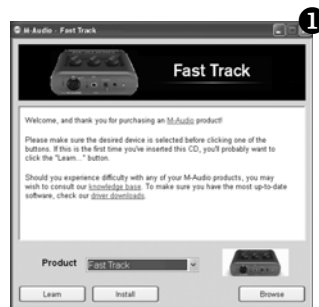 1
M-Audio - Fast Track
Fast Track
Welcome, and thank you for purchasing an M-Audio product!
Please make sure the desired device is selected before clicking one of the
buttons. If this is the first time you've inserted this CD, you'll probably want to
click the "Learn..." button.
Should you experience difficulty with any of your M-Audio products, you may
wish to consult our knowledge base. To make sure you have the most up-to-date
software, check our driver downloads.
Product
Fast Track
Learn
Install
Browse